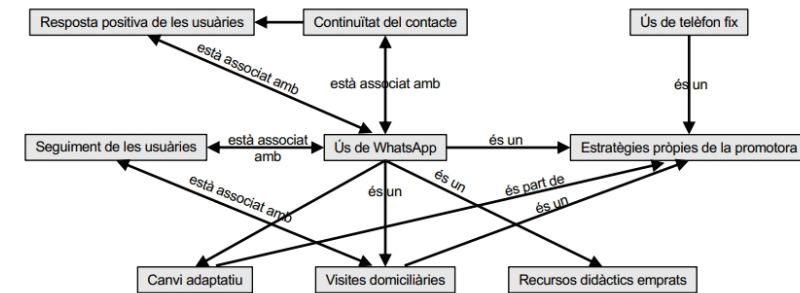 Resposta positiva de les usuàries
Continuïtat del contacte
Ús de telèfon fix
està associat amb
està associat amb
és un
Seguiment de les usuàries
està associat
amb
Ús de WhatsApp
és un
Estratègies pròpies de la promotora
està associat amb
és un
és un
és part de
és un
Canvi adaptatiu
Visites domiciliàries
Recursos didàctics emprats